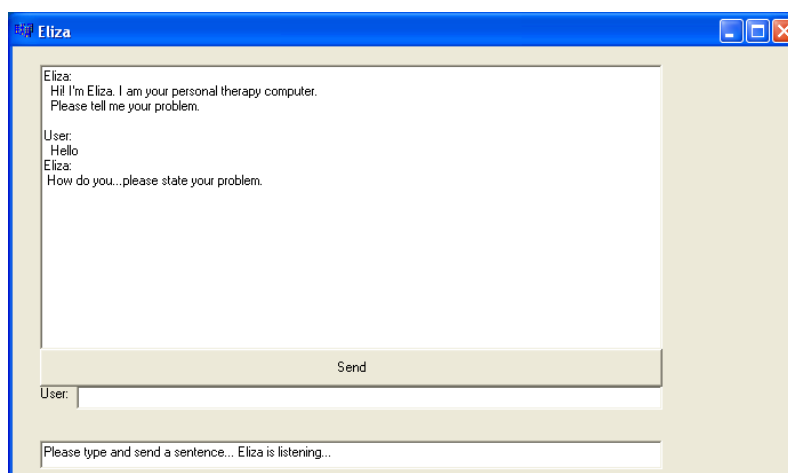 Eliza
Eliza:
Hi! I'm Eliza. I am your personal therapy computer.
Please tell me your problem.
User:
Hello
Eliza:
How do you...please state your problem.
Send
User:
Please type and send a sentence... Eliza is listening...